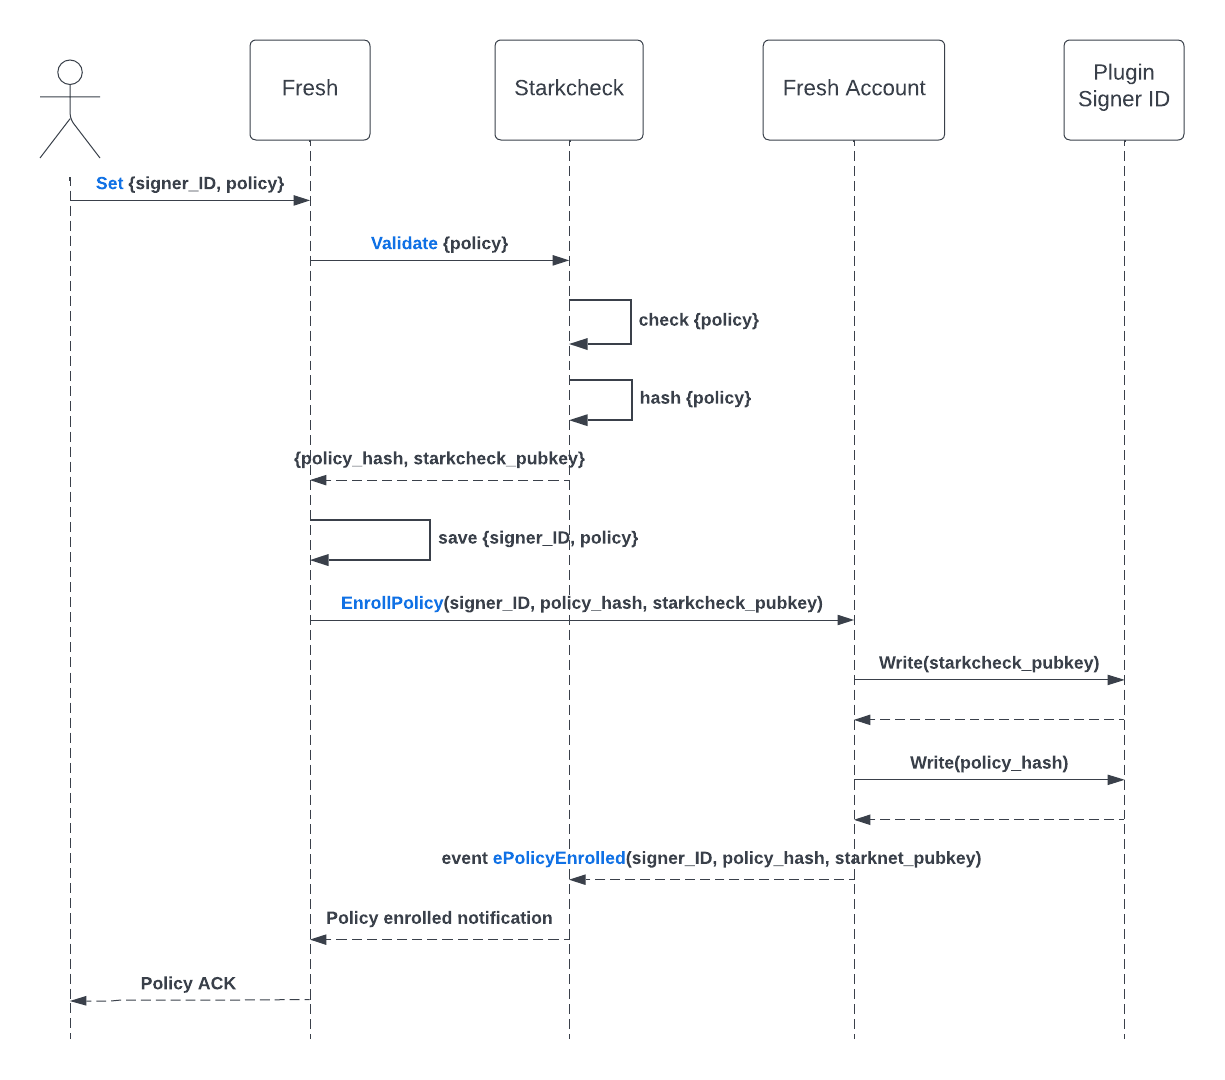 Fresh
Starkcheck
Fresh Account
Plugin
Signer ID
Set {signer_ID, policy}
Validate {policy}
check {policy}
hash {policy}
{policy_hash, starkcheck_pubkey}
save {signer_ID, policy}
EnrollPolicy(signer_ID, policy_hash, starkcheck_pubkey)
Write(starkcheck_pubkey)
Write(policy_hash)
event ePolicyEnrolled(signer_ID, policy_hash, starknet_pubkey)
Policy enrolled notification
Policy ACK